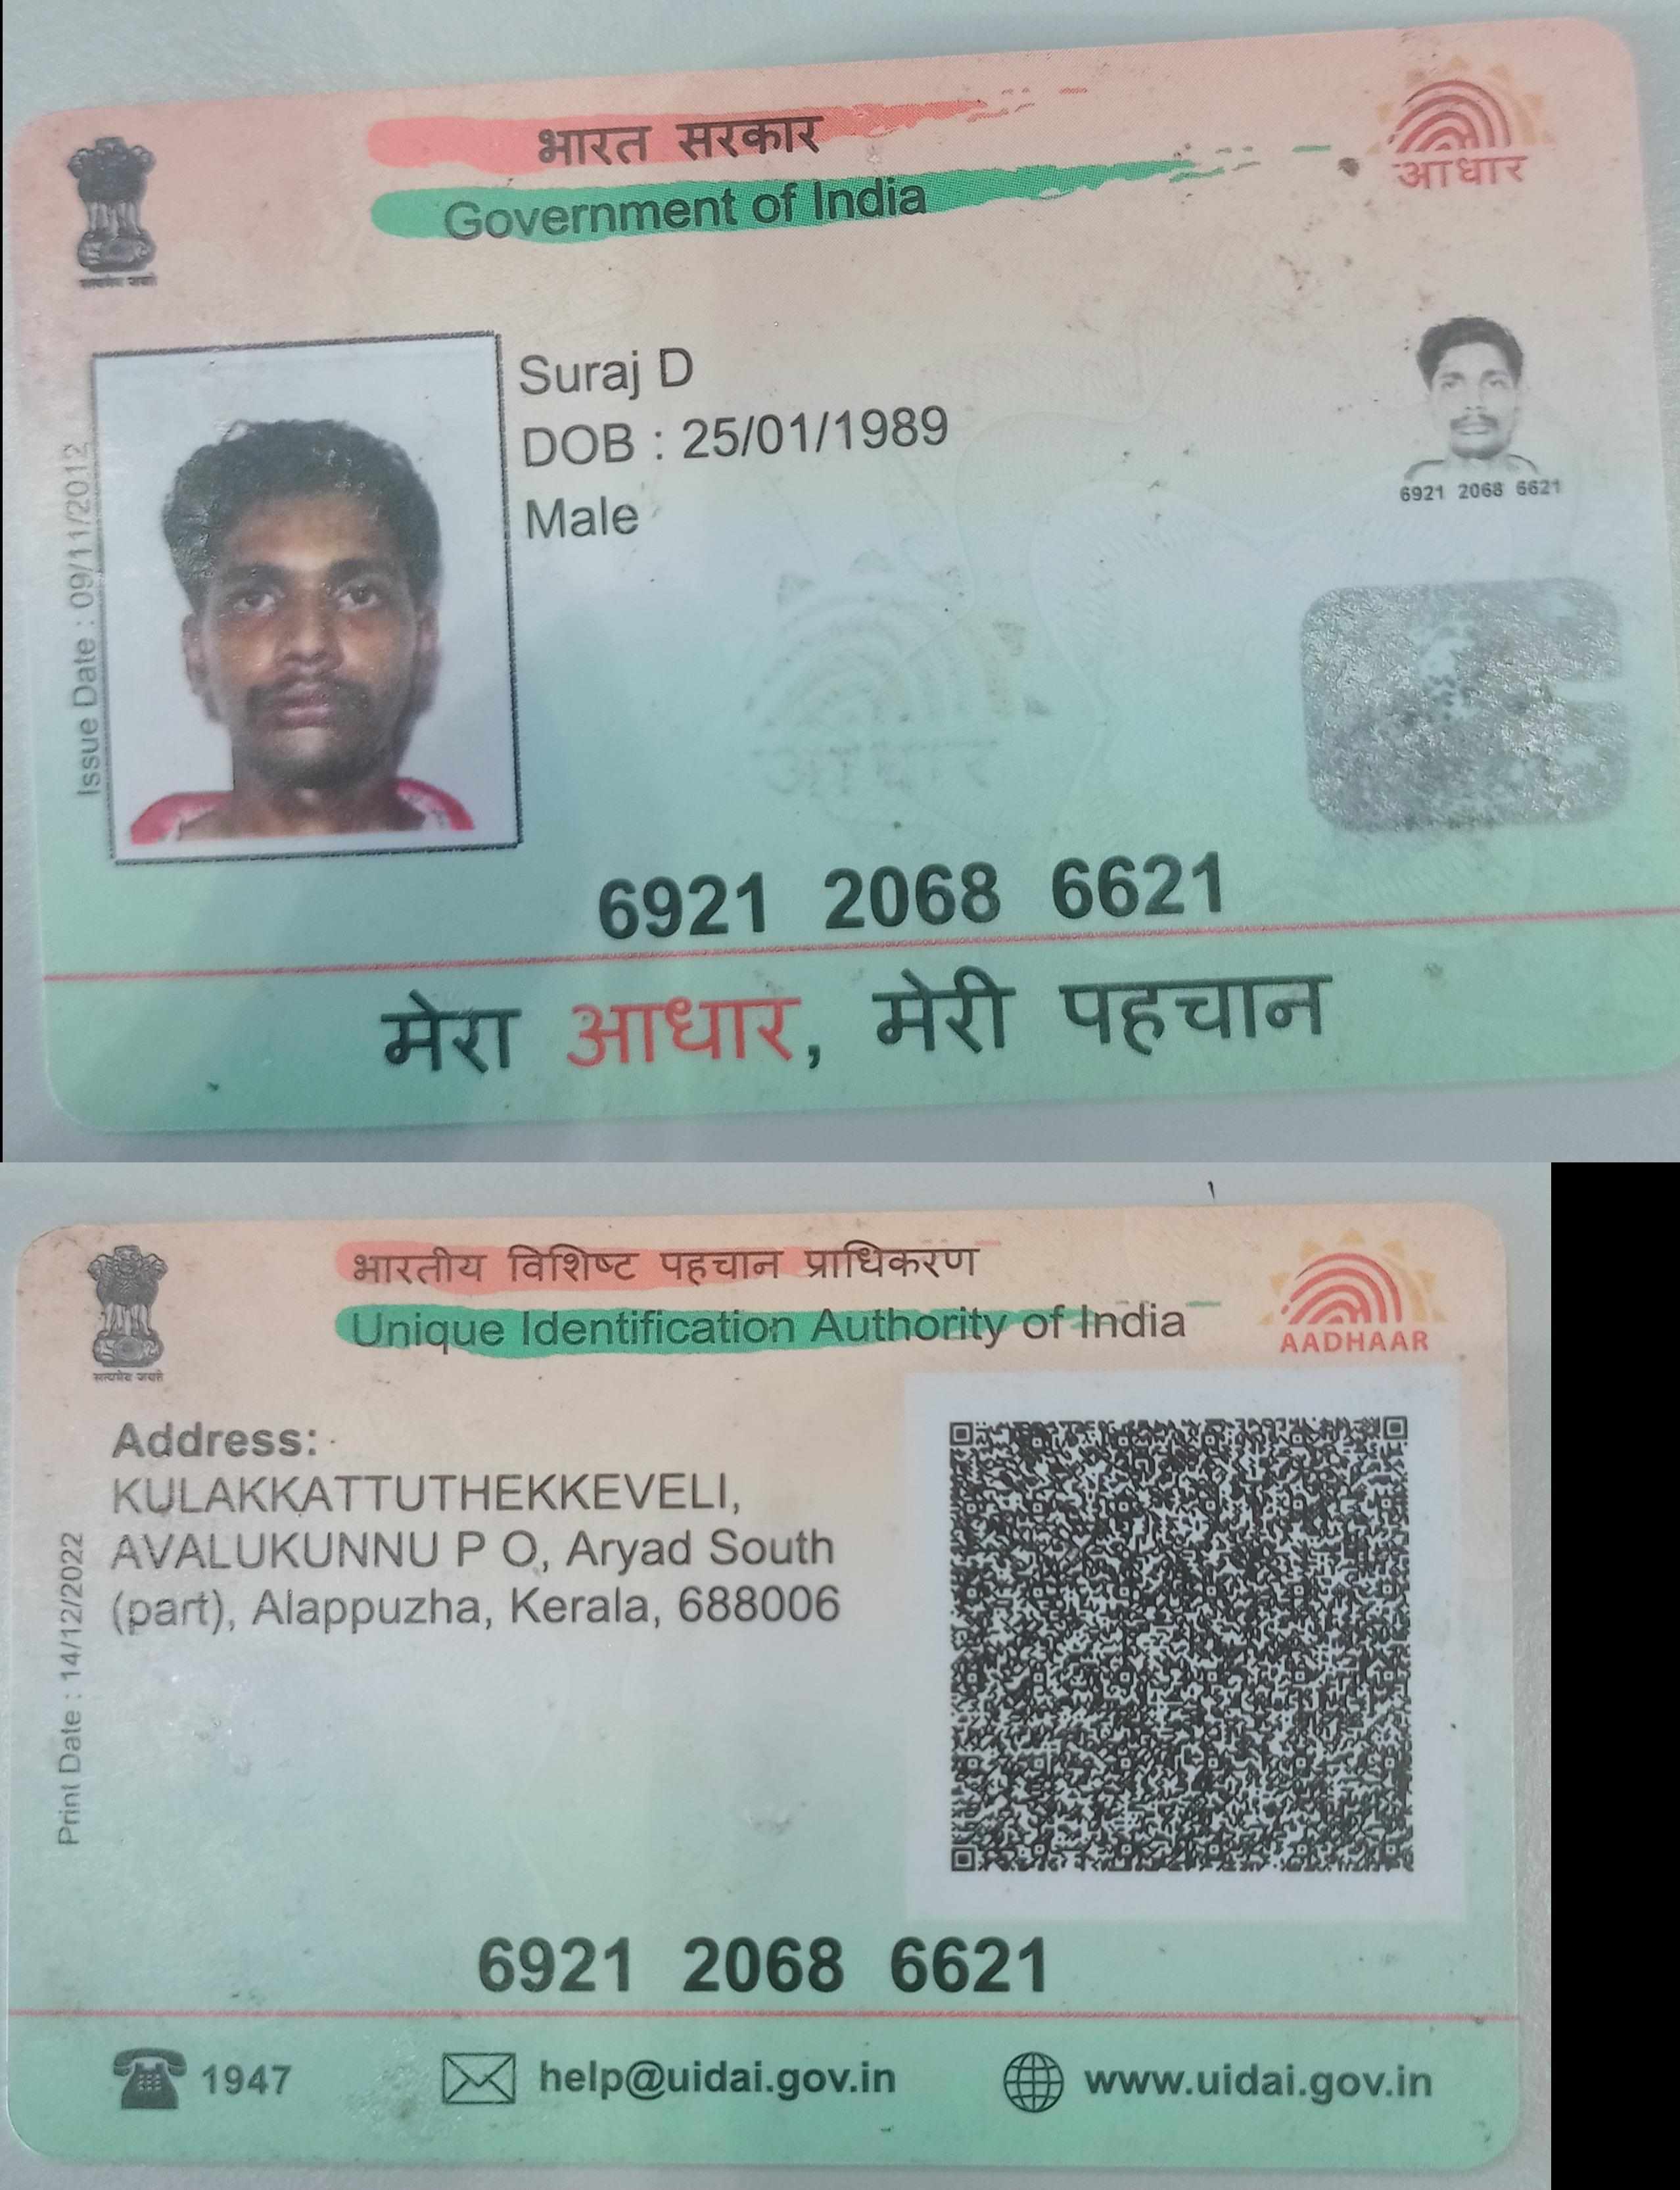 भारत सरकार
Government of India
आधार
सत्यमेव जयते
Issue Date : 09/11/2012
Suraj D
DOB : 25/01/1989
Male
6921 2068 6621
आधार
6921 2068 6621
मेरा आधार, मेरी पहचान
भारतीय विशिष्ट पहचान प्राधिकरण
Unique Identification Authority of India
AADHAAR
सत्यमेव जयते
Print Date : 14/12/2022
Address:
KULAKKATTUTHEKKEVELI,
AVALUKUNNU P O, Aryad South
(part), Alappuzha, Kerala, 688006
6921 2068 6621
1947
help@uidai.gov.in
www.uidai.gov.in